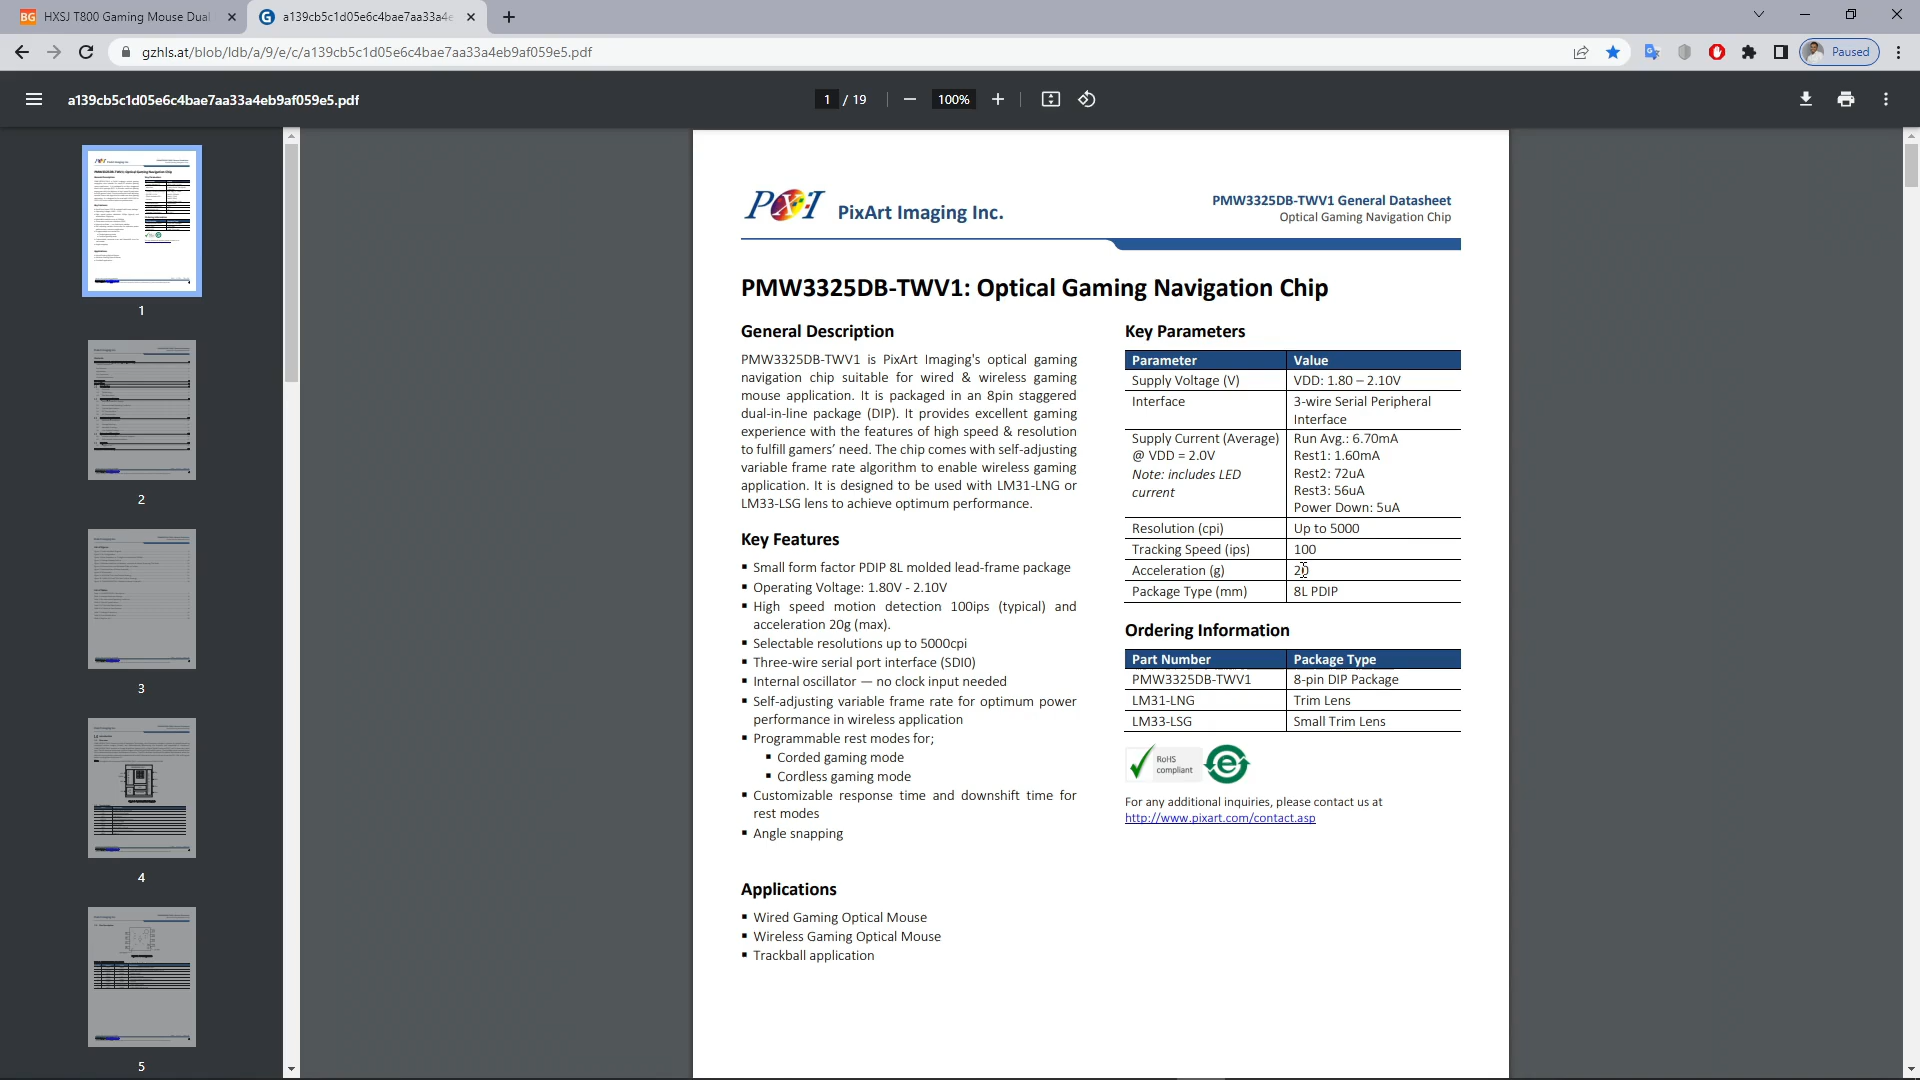 HXSJ T800 Gaming Mouse Dual
a139cb5c1d05e6c4bae7aa33a4e
gzhls.at/blob/ldb/a/9/e/c/a139cb5c1d05e6c4bae7aa33a4eb9af059e5.pdf
Paused
a139cb5c1d05e6c4bae7aa33a4eb9af059e5.pdf
1 / 19
100%
1
2
3
4
5
PixArt Imaging Inc.
PMW3325DB-TWV1 General Datasheet
Optical Gaming Navigation Chip
PMW3325DB-TWV1: Optical Gaming Navigation Chip
General Description
PMW3325DB-TWV1 is PixArt Imaging's optical gaming
navigation chip suitable for wired & wireless gaming
mouse application. It is packaged in an 8pin staggered
dual-in-line package (DIP). It provides excellent gaming
experience with the features of high speed & resolution
to fulfill gamers' need. The chip comes with self-adjusting
variable frame rate algorithm to enable wireless gaming
application. It is designed to be used with LM31-LNG or
LM33-LSG lens to achieve optimum performance.
Key Features
▪ Small form factor PDIP 8L molded lead-frame package
▪ Operating Voltage: 1.80V - 2.10V
▪ High speed motion detection 100ips (typical) and
acceleration 20g (max).
▪ Selectable resolutions up to 5000cpi
▪ Three-wire serial port interface (SDIO)
▪ Internal oscillator — no clock input needed
▪ Self-adjusting variable frame rate for optimum power
performance in wireless application
▪ Programmable rest modes for;
▪ Corded gaming mode
▪ Cordless gaming mode
▪ Customizable response time and downshift time for
rest modes
▪ Angle snapping
Applications
▪ Wired Gaming Optical Mouse
▪ Wireless Gaming Optical Mouse
▪ Trackball application
Key Parameters
Parameter Value
Supply Voltage (V) VDD: 1.80 – 2.10V
Interface 3-wire Serial Peripheral
Interface
Supply Current (Average) Run Avg.: 6.70mA
@ VDD = 2.0V Rest1: 1.60mA
Note: includes LED Rest2: 72uA
current Rest3: 56uA
Power Down: 5uA
Resolution (cpi) Up to 5000
Tracking Speed (ips) 100
Acceleration (g) 20
Package Type (mm) 8L PDIP
Ordering Information
Part Number Package Type
PMW3325DB-TWV1 8-pin DIP Package
LM31-LNG Trim Lens
LM33-LSG Small Trim Lens
RoHS
compliant
e
For any additional inquiries, please contact us at
http://www.pixart.com/contact.asp